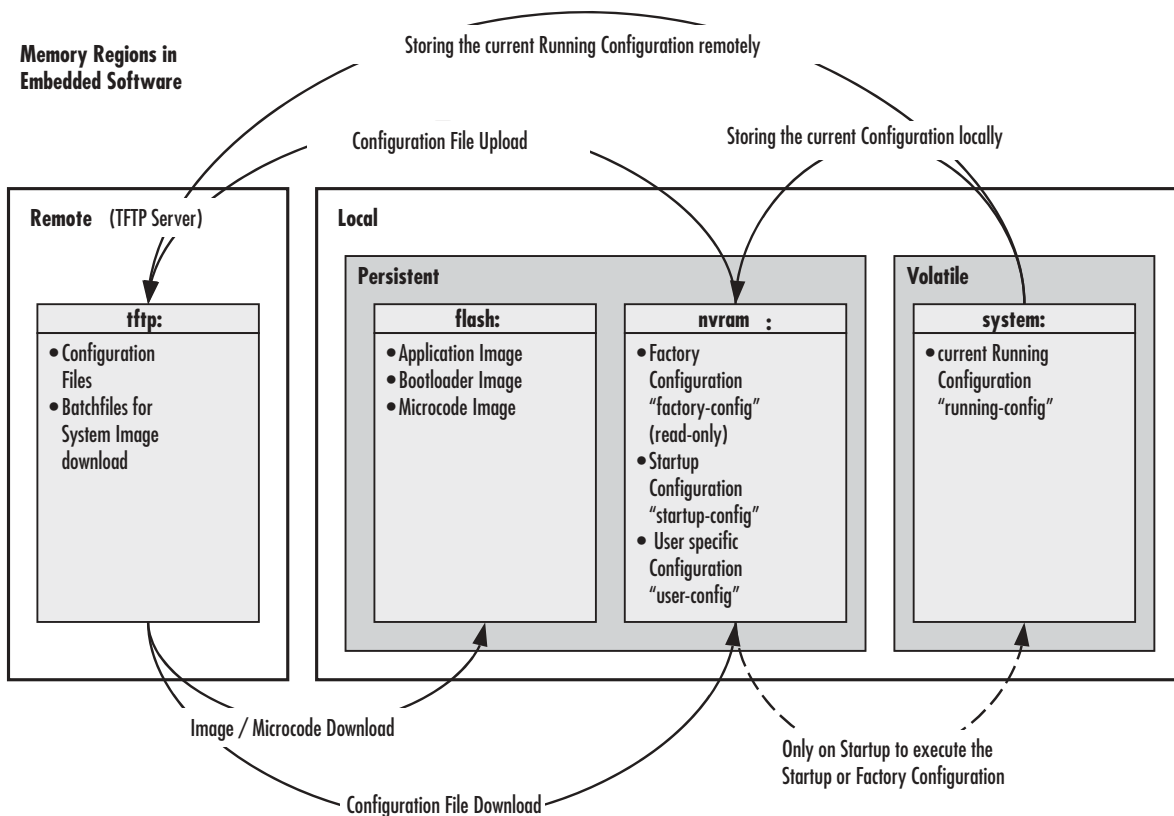 Storing the current Running Configuration remotely
Memory Regions in
Embedded Software
Configuration File Upload
Storing the current Configuration locally
Remote (TFTP Server)
Local
Persistent
Volatile
tftp:
• Configuration
Files
• Batchfiles for
System Image
download
flash:
• Application Image
• Bootloader Image
• Microcode Image
nvram :
• Factory
Configuration
“factory-config”
(read-only)
• Startup
Configuration
“startup-config”
• User specific
Configuration
“user-config”
system:
• current Running
Configuration
“running-config”
Image / Microcode Download
Only on Startup to execute the
Startup or Factory Configuration
Configuration File Download